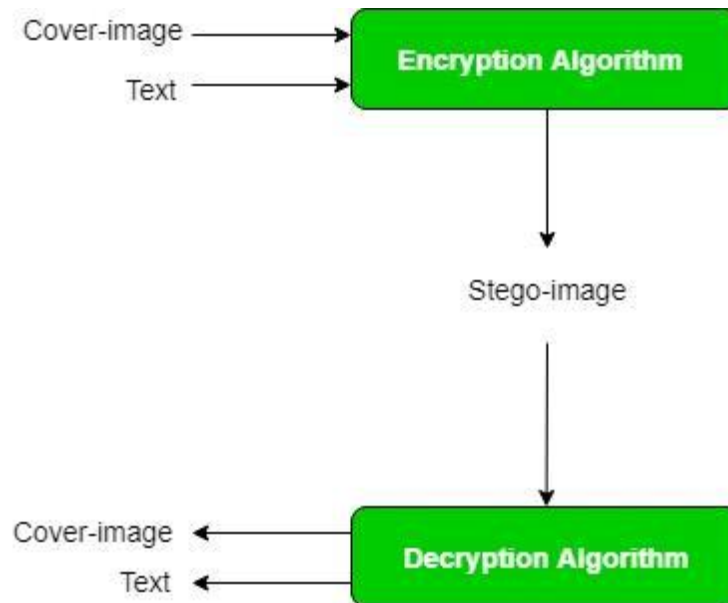 Cover-image
Encryption Algorithm
Text
Stego-image
Cover-image
Decryption Algorithm
Text